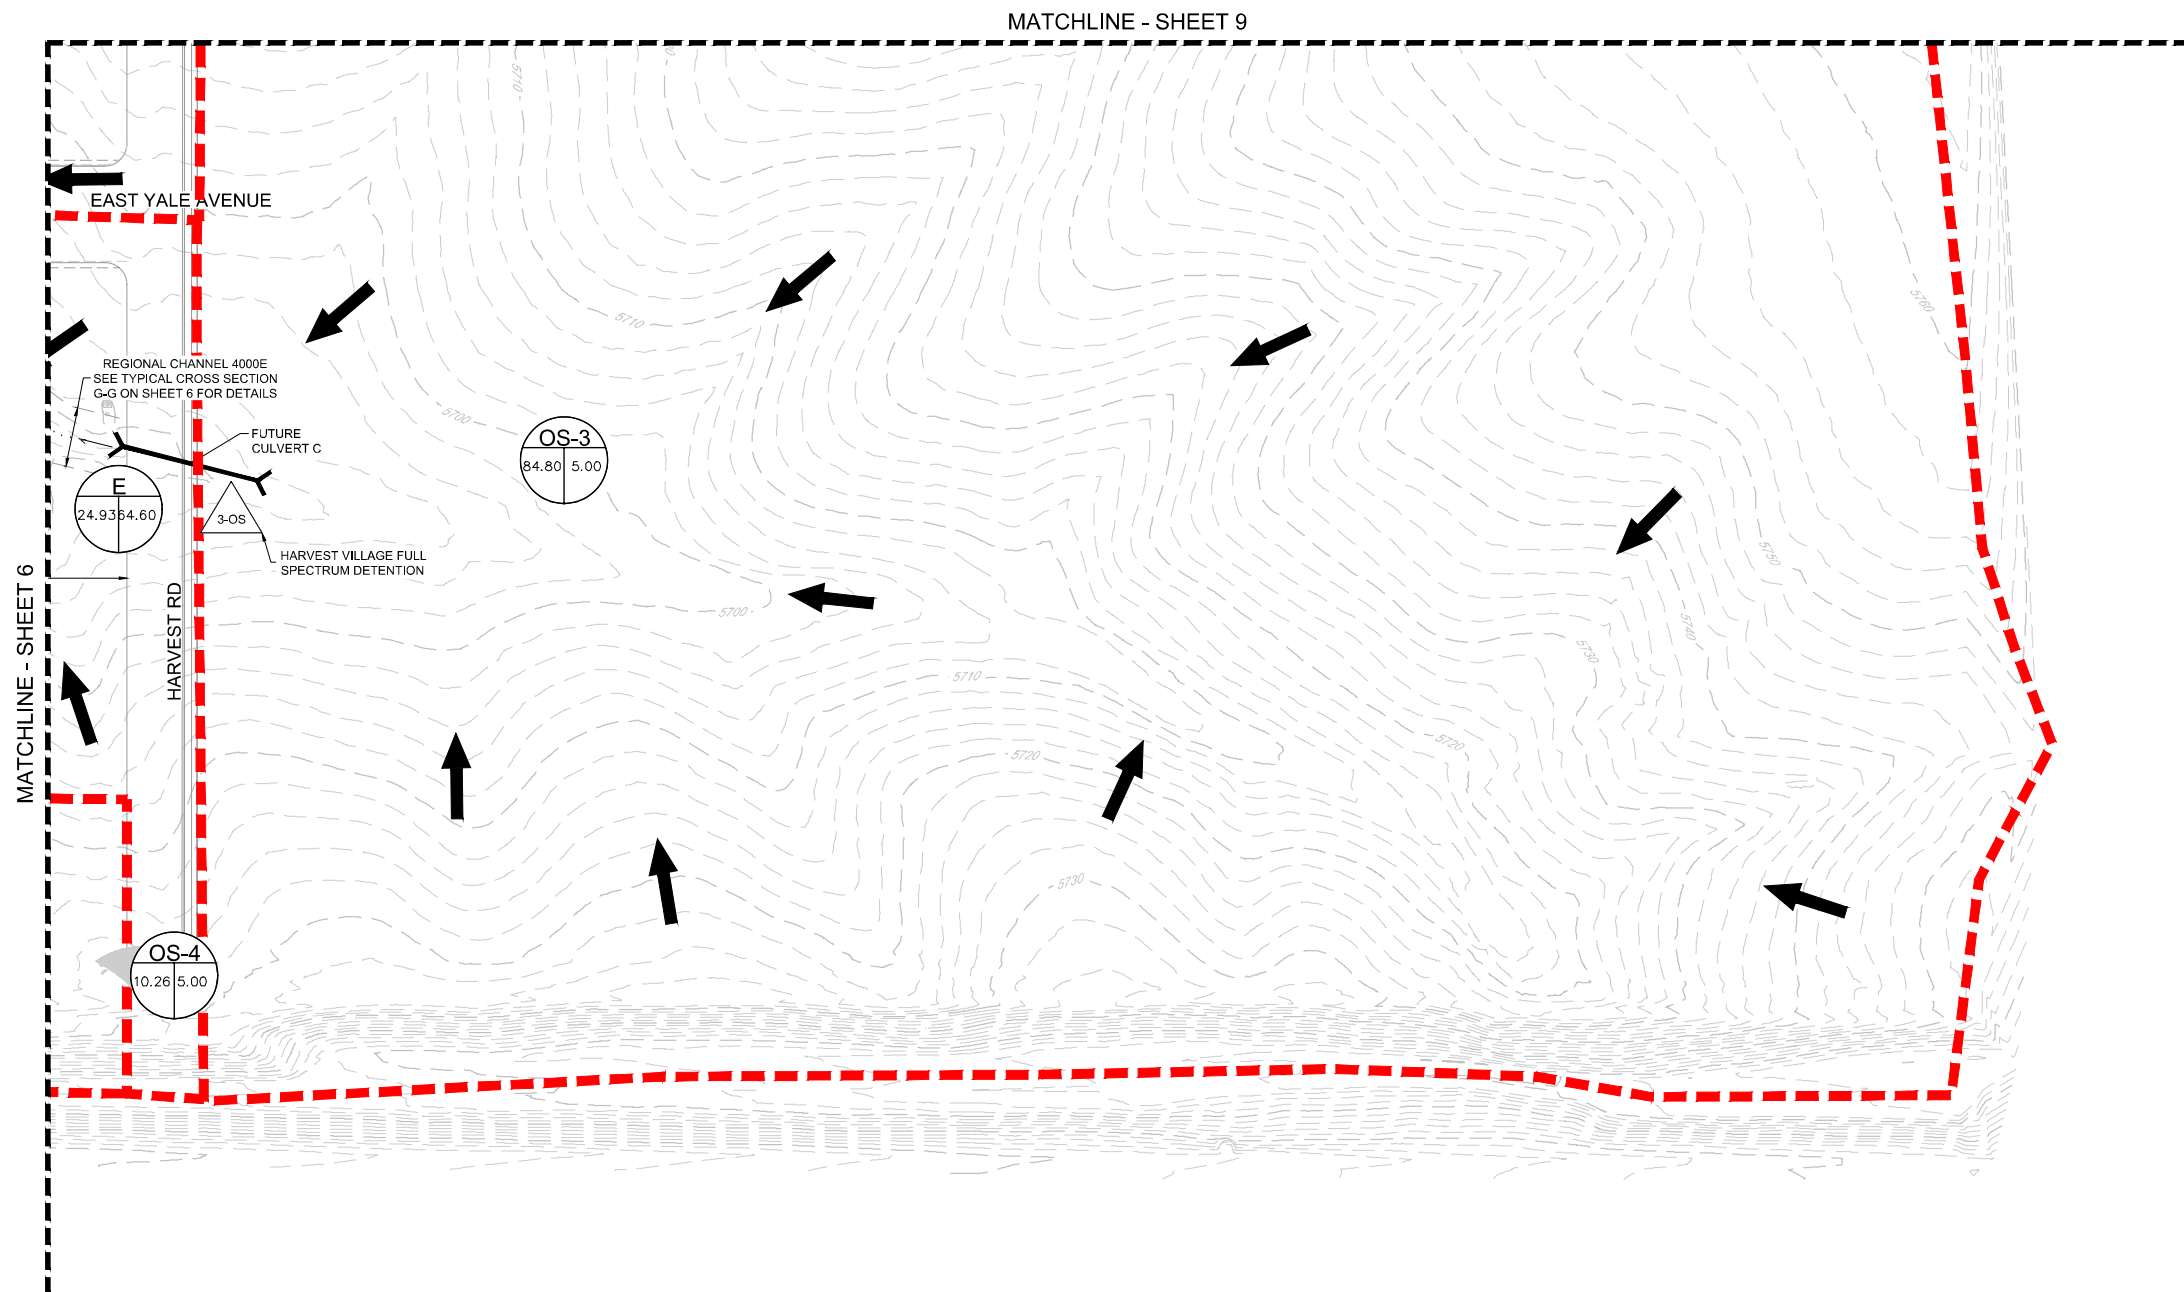 MATCHLINE - SHEET 9
5700
EAST YALE AVENUE
5760
5710
REGIONAL CHANNEL 4000E
SEE TYPICAL CROSS SECTION
G-G ON SHEET 6 FOR DETAILS
5700
FUTURE
CULVERT C
OS-3
84.80 5.00
E
24.93 64.60
3-OS
HARVEST VILLAGE FULL
SPECTRUM DETENTION
5750
MATCHLINE - SHEET 6
HARVEST RD
5700
5740
5730
5710
5720
5720
5730
OS-4
10.26 5.00